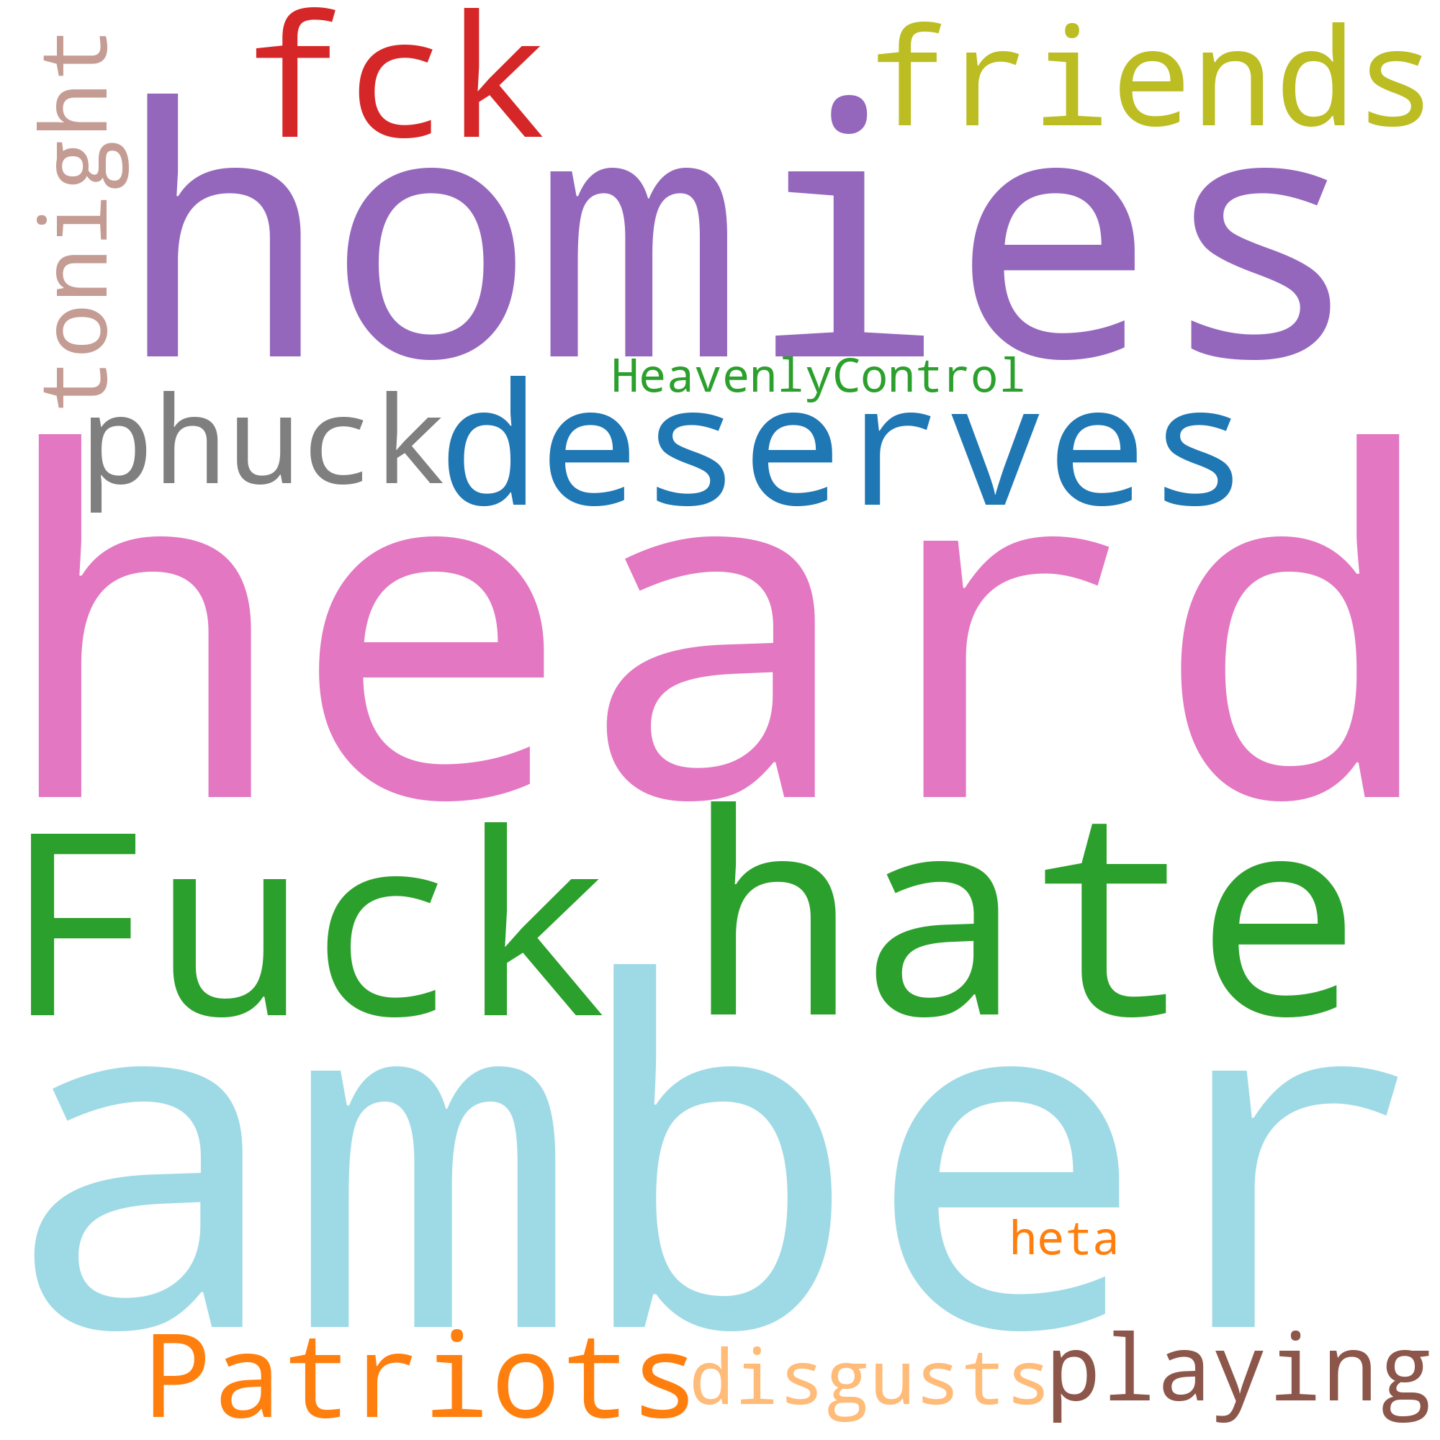 fck
friends
tonight
homies
HeavenlyControl
phuck
deserves
heard
Fuck
hate
amber
heta
Patriots
disgusts
playing